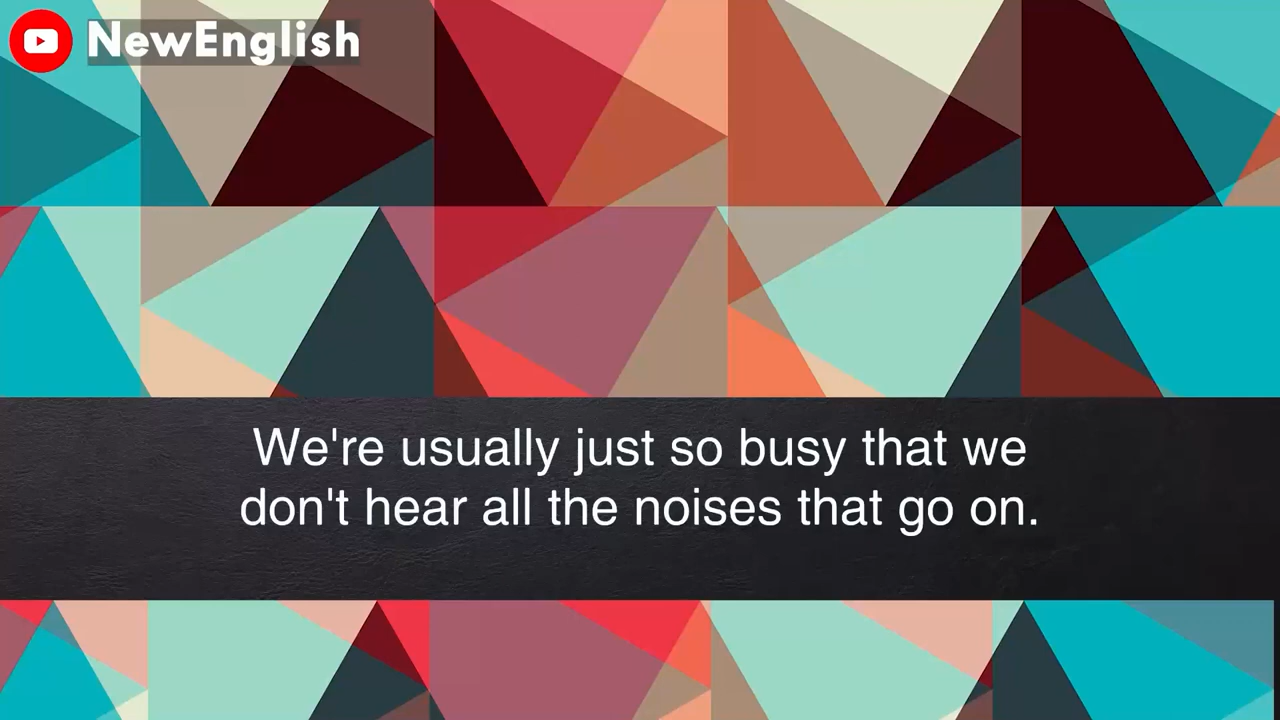 NewEnglish
We're usually just so busy that we
don't hear all the noises that go on.